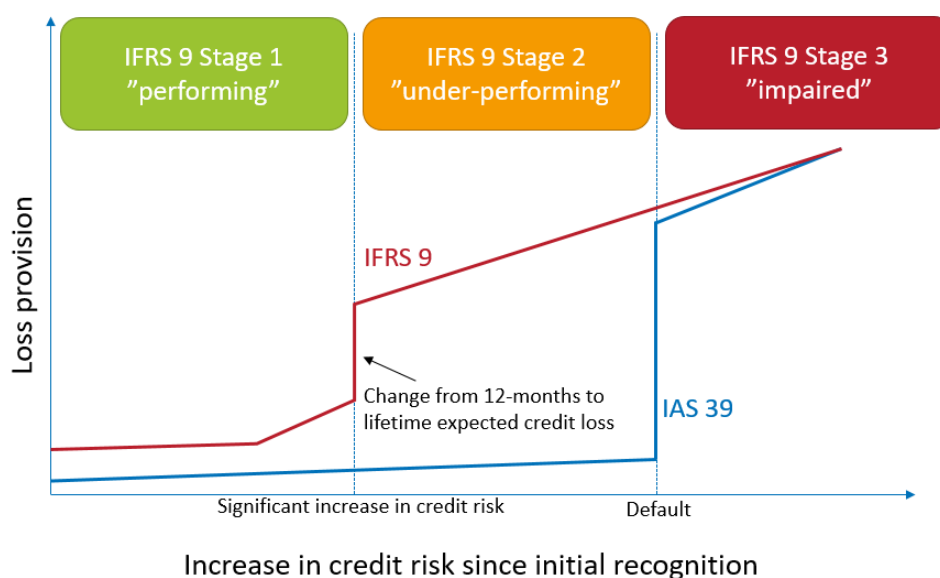 IFRS 9 Stage 1
”performing”
IFRS 9 Stage 2
”under-performing”
IFRS 9 Stage 3
”impaired”
Loss provision
IFRS 9
Change from 12-months to
lifetime expected credit loss
IAS 39
Significant increase in credit risk
Default
Increase in credit risk since initial recognition